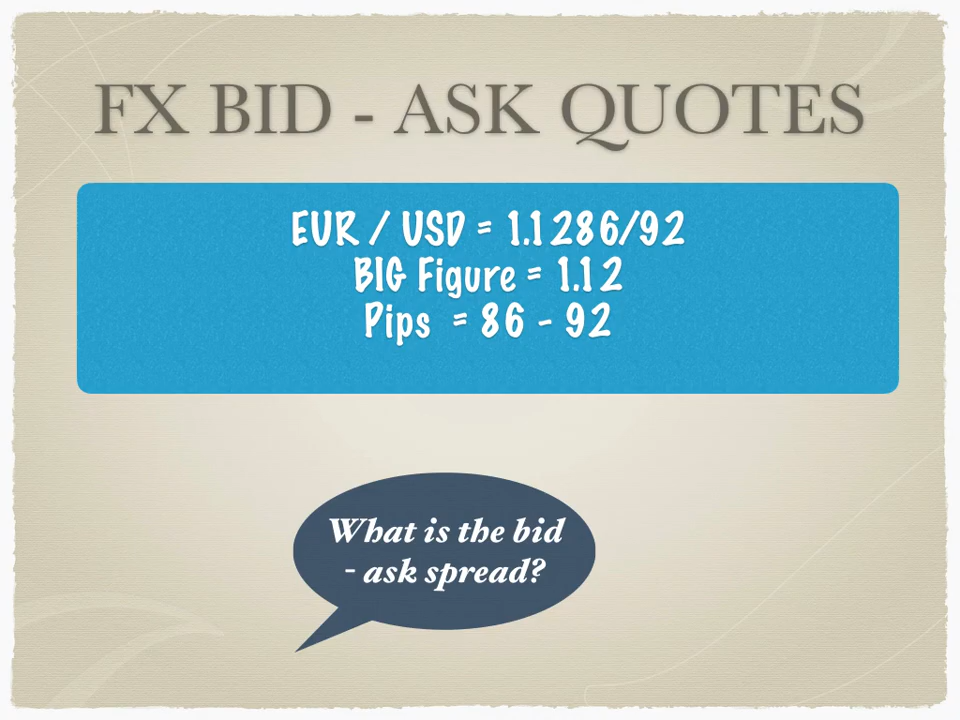 FX BID - ASK QUOTES
EUR / USD = 1.1286/92
BIG Figure = 1.12
Pips = 86 - 92
What is the bid
- ask spread?